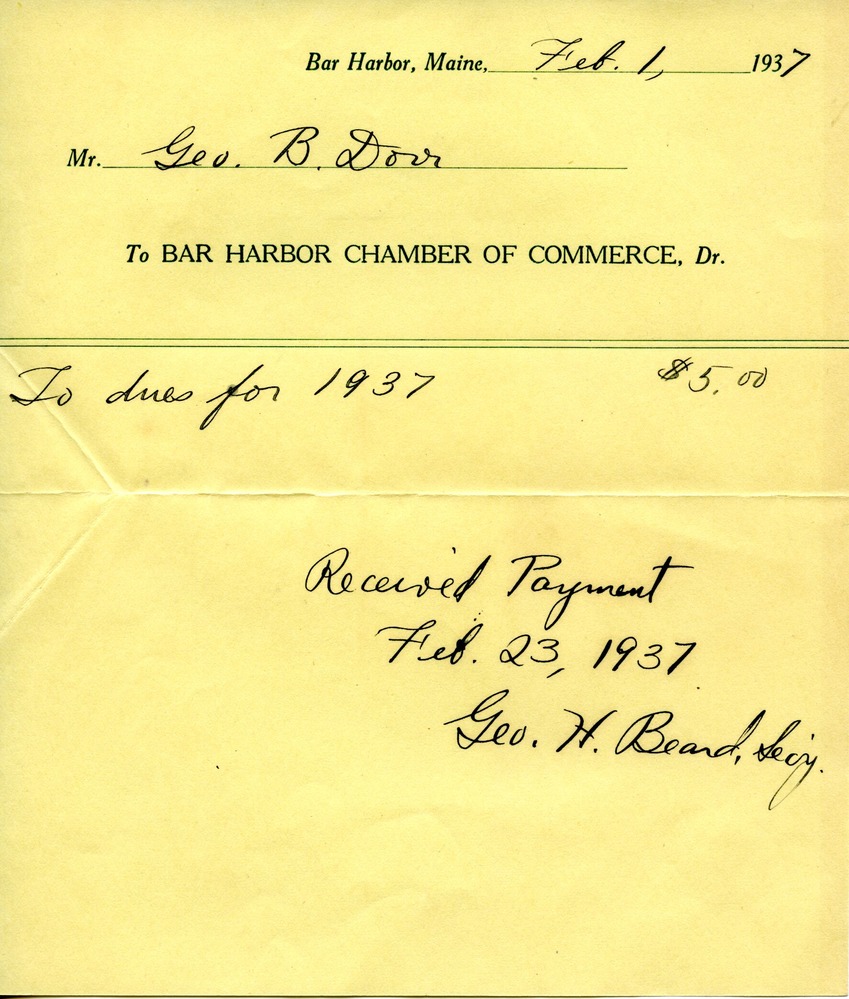 Bar Harbor, Maine, Feb. 1, 1937
Mr. Geo. B. Dorr
To BAR HARBOR CHAMBER OF COMMERCE, Dr.
To dues for 1937 $5.00
Received Payment
Feb. 23, 1937
Geo. H. Beard, Sec'y.